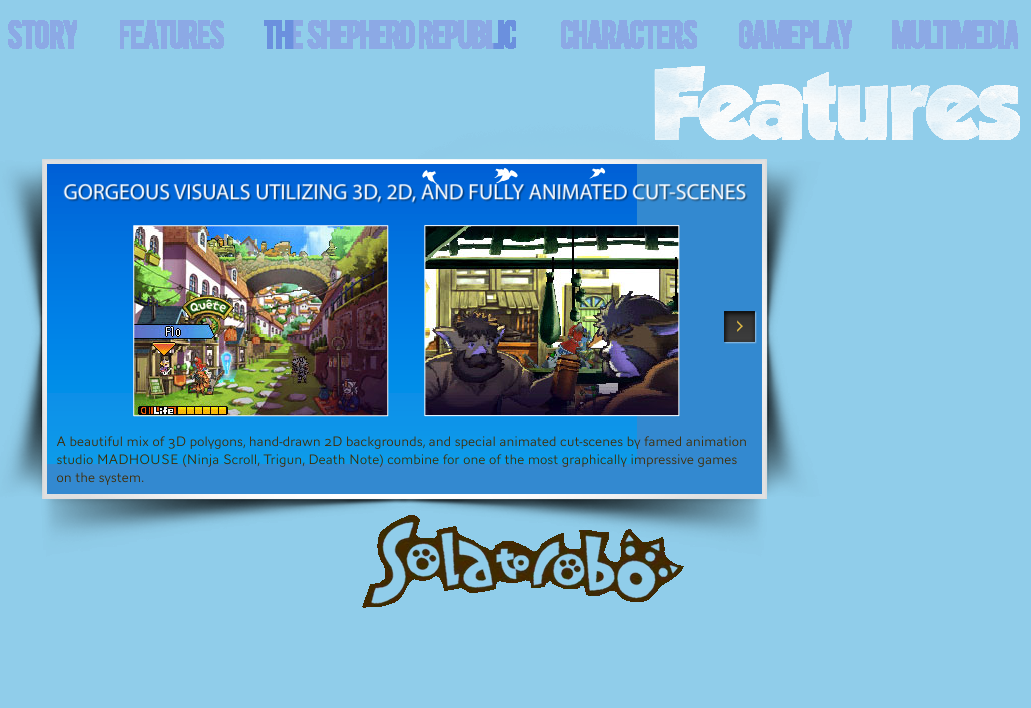 STORY FEATURES THE SHEPHERD REPUBLIC CHARACTERS GAMEPLAY MULTIMEDIA
Features
GORGEOUS VISUALS UTILIZING 3D, 2D, AND FULLY ANIMATED CUT-SCENES
Quête
Flo
Life
A beautiful mix of 3D polygons, hand-drawn 2D backgrounds, and special animated cut-scenes by famed animation
studio MADHOUSE (Ninja Scroll, Trigun, Death Note) combine for one of the most graphically impressive games
on the system.
Solatorobo